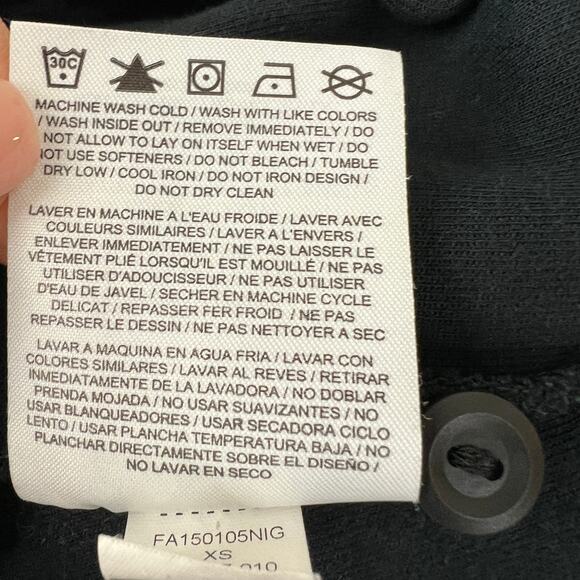 30C
MACHINE WASH COLD / WASH WITH LIKE COLORS
/ WASH INSIDE OUT / REMOVE IMMEDIATELY / DO
NOT ALLOW TO LAY ON ITSELF WHEN WET / DO
NOT USE SOFTENERS / DO NOT BLEACH / TUMBLE
DRY LOW / COOL IRON / DO NOT IRON DESIGN /
DO NOT DRY CLEAN
LAVER EN MACHINE A L'EAU FROIDE / LAVER AVEC
COULEURS SIMILAIRES / LAVER A L'ENVERS /
ENLEVER IMMEDIATEMENT / NE PAS LAISSER LE
VÊTEMENT PLIÉ LORSQU'IL EST MOUILLÉ / NE PAS
UTILISER D'ADOUCISSEUR / NE PAS UTILISER
D'EAU DE JAVEL / SECHER EN MACHINE CYCLE
DELICAT / REPASSER FER FROID / NE PAS
REPASSER LE DESSIN / NE PAS NETTOYER A SEC
LAVAR A MAQUINA EN AGUA FRIA / LAVAR CON
COLORES SIMILARES / LAVAR AL REVES / RETIRAR
INMEDIATAMENTE DE LA LAVADORA / NO DOBLAR
PRENDA MOJADA / NO USAR SUAVIZANTES / NO
USAR BLANQUEADORES / USAR SECADORA CICLO
LENTO / USAR PLANCHA TEMPERATURA BAJA / NO
PLANCHAR DIRECTAMENTE SOBRE EL DISEÑO /
NO LAVAR EN SECO
FA150105NIG
XS
010